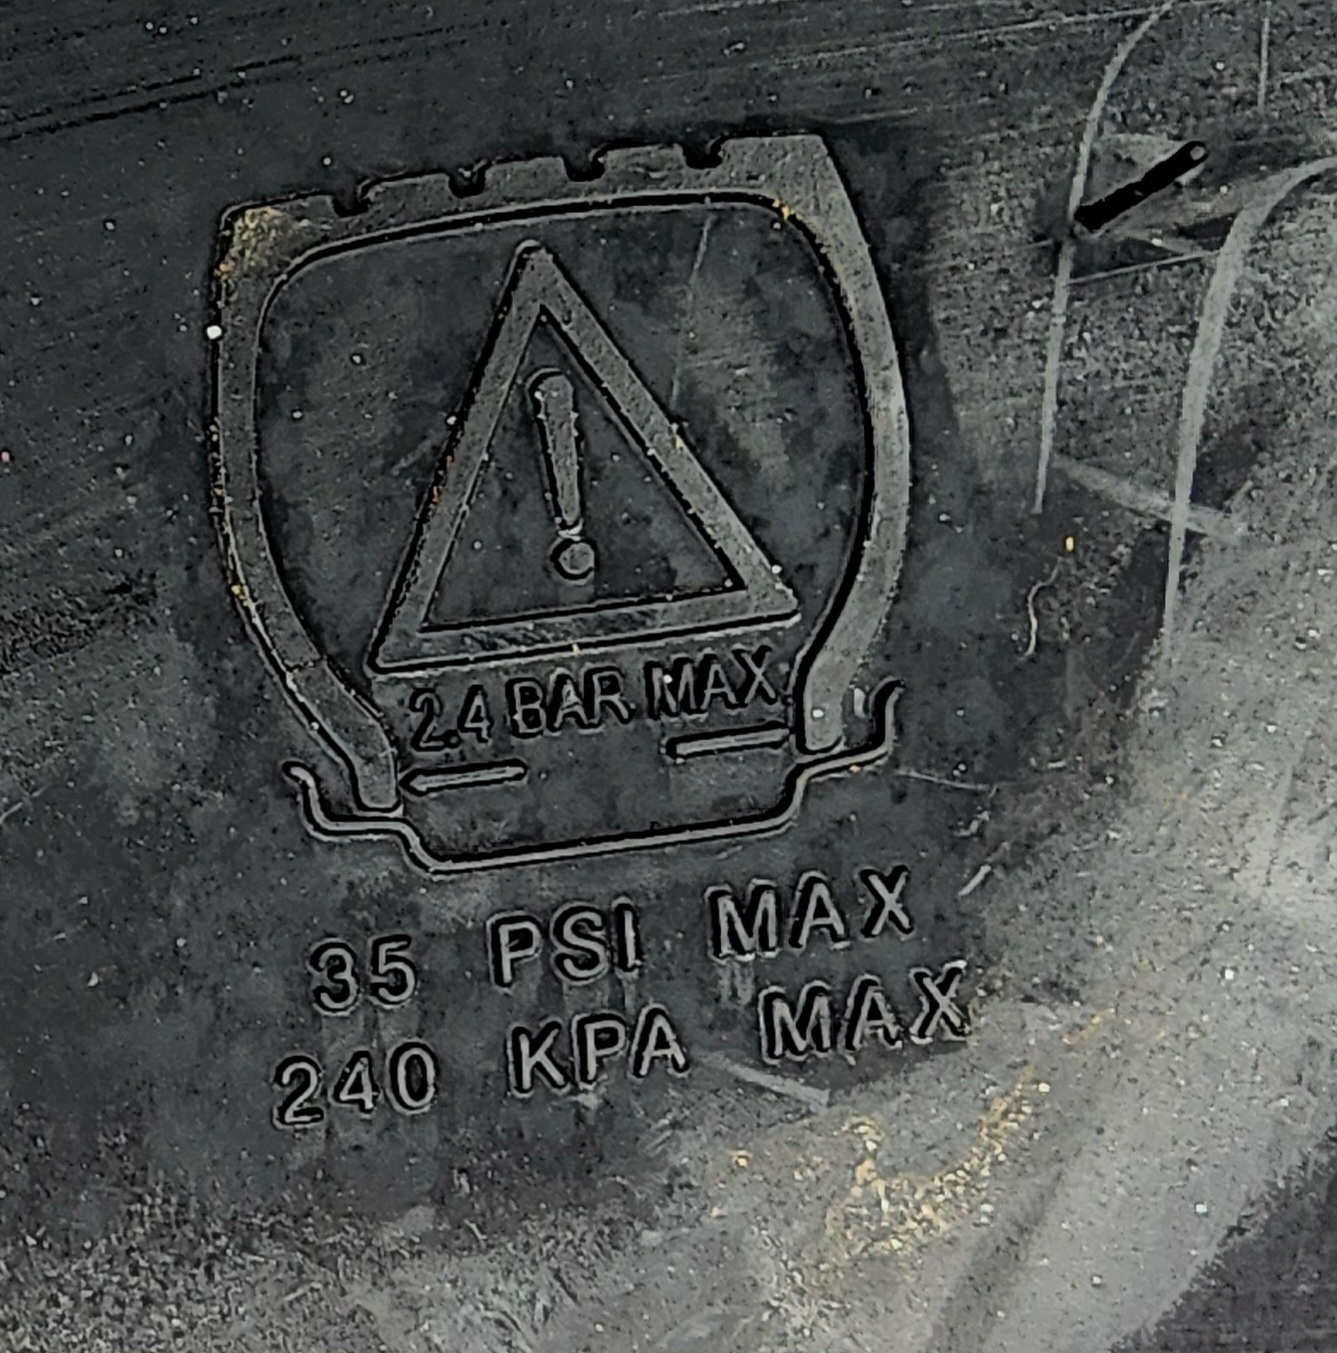 !
2.4 BAR MAX
35 PSI MAX
240 KPA MAX